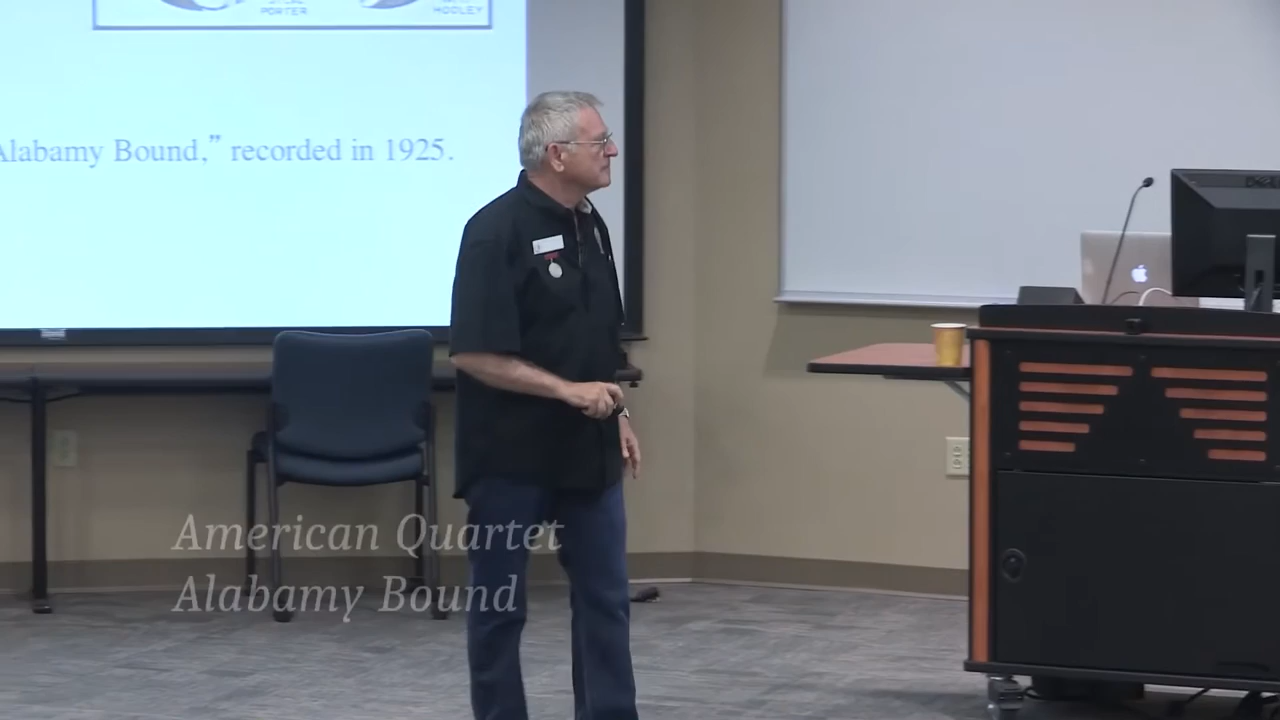 PORTER
HOOLEY
Alabamy Bound,” recorded in 1925.
American Quartet
Alabamy Bound